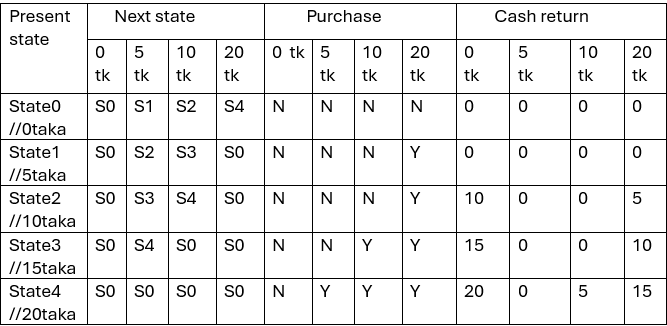 Present state Next state Purchase Cash return
0 tk 5 tk 10 tk 20 tk 0 tk 5 tk 10 tk 20 tk 0 tk 5 tk 10 tk 20 tk
State0 S0 S1 S2 S4 N N N N 0 0 0 0
//0taka
State1 S0 S2 S3 S0 N N N Y 0 0 0 0
//5taka
State2 S0 S3 S4 S0 N N N Y 10 0 0 5
//10taka
State3 S0 S4 S0 S0 N N Y Y 15 0 0 10
//15taka
State4 S0 S0 S0 S0 N Y Y Y 20 0 5 15
//20taka